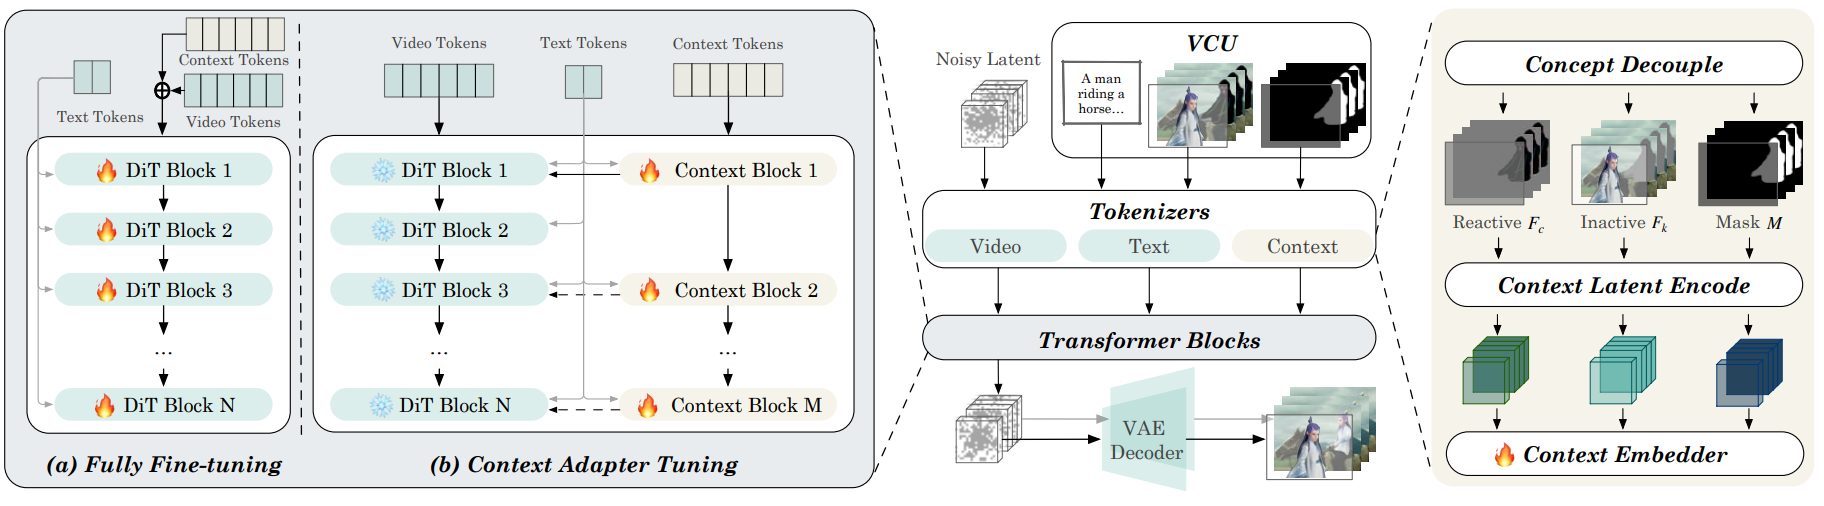 Context Tokens
Text Tokens
Video Tokens
DiT Block 1
DiT Block 2
DiT Block 3
...
DiT Block N
(a) Fully Fine-tuning
Video Tokens
Text Tokens
Context Tokens
DiT Block 1
Context Block 1
DiT Block 2
DiT Block 3
Context Block 2
...
...
DiT Block N
Context Block M
(b) Context Adapter Tuning
Noisy Latent
VCU
A man
riding a
horse...
Tokenizers
Video
Text
Context
Transformer Blocks
VAE
Decoder
Concept Decouple
Reactive Fc
Inactive Fk
Mask M
Context Latent Encode
Context Embedder